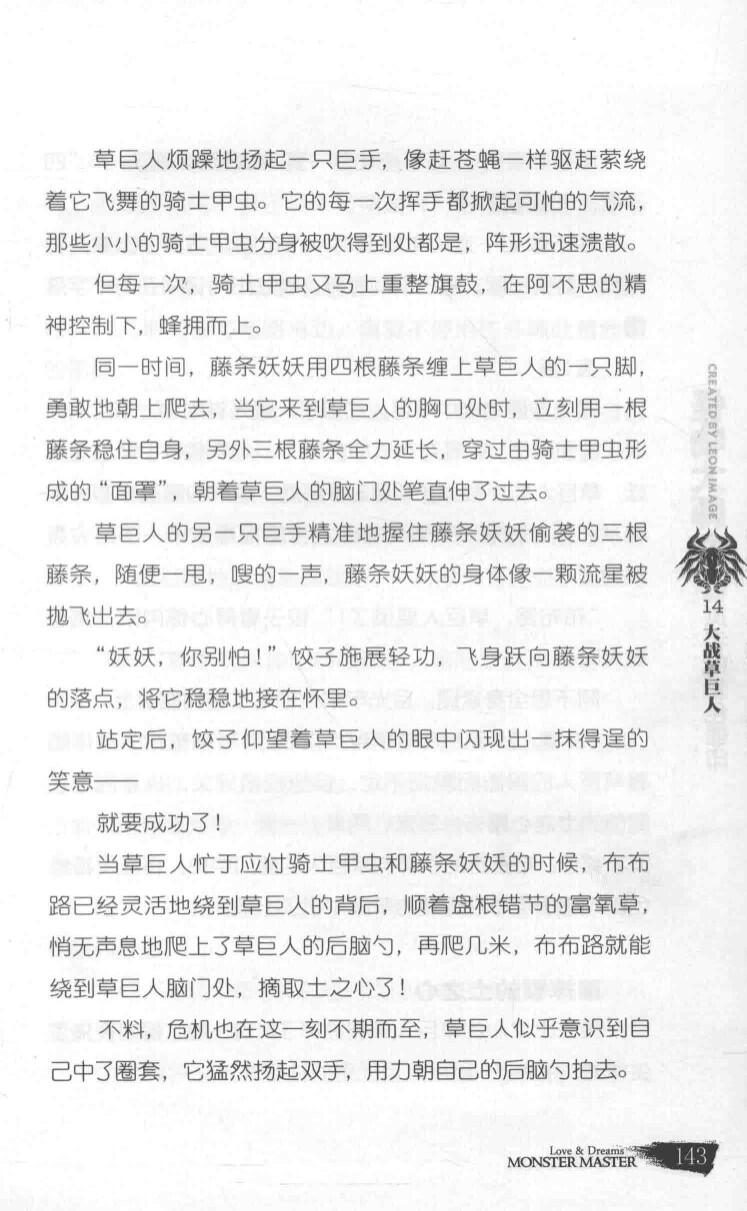 草巨人烦躁地扬起一只巨手，像赶苍蝇一样驱赶萦绕
着它飞舞的骑士甲虫。它的每一次挥手都掀起可怕的气流，
那些小小的骑士甲虫分身被吹得到处都是，阵形迅速溃散。
但每一次，骑士甲虫又马上重整旗鼓，在阿不思的精
神控制下，蜂拥而上。
同一时间，藤条妖妖用四根藤条缠上草巨人的一只脚，
勇敢地朝上爬去，当它来到草巨人的胸口处时，立刻用一根
藤条稳住自身，另外三根藤条全力延长，穿过由骑士甲虫形
成的“面罩”，朝着草巨人的脑门处笔直伸了过去。
草巨人的另一只巨手精准地握住藤条妖妖偷袭的三根
藤条，随便一甩，嗖的一声，藤条妖妖的身体像一颗流星被
抛飞出去。
“妖妖，你别怕！”饺子施展轻功，飞身跃向藤条妖妖
的落点，将它稳稳地接在怀里。
站定后，饺子仰望着草巨人的眼中闪现出一抹得逞的
笑意——
就要成功了！
当草巨人忙于应付骑士甲虫和藤条妖妖的时候，布布
路已经灵活地绕到草巨人的背后，顺着盘根错节的富氧草，
悄无声息地爬上了草巨人的后脑勺，再爬几米，布布路就能
绕到草巨人脑门处，摘取土之心了！
不料，危机也在这一刻不期而至，草巨人似乎意识到自
己中了圈套，它猛然扬起双手，用力朝自己的后脑勺拍去。
CREATED BY LEON IMAGE
14 大战草巨人
Love & Dreams
MONSTER MASTER
143